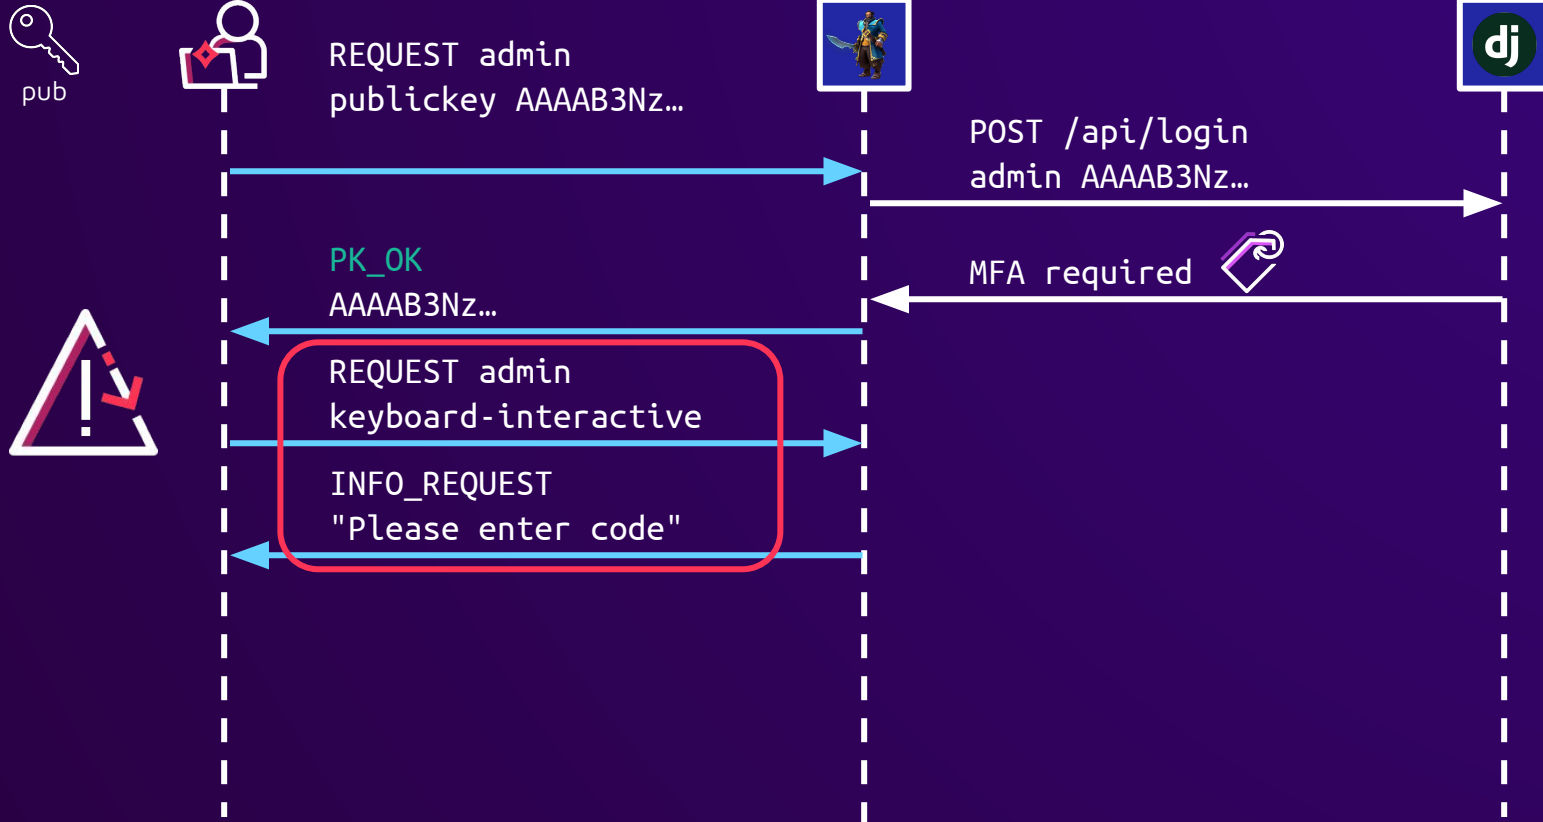 pub
REQUEST admin
publickey AAAAB3Nz…
dj
POST /api/login
admin AAAAB3Nz…
PK_OK
AAAAB3Nz…
MFA required
REQUEST admin
keyboard-interactive
INFO_REQUEST
"Please enter code"